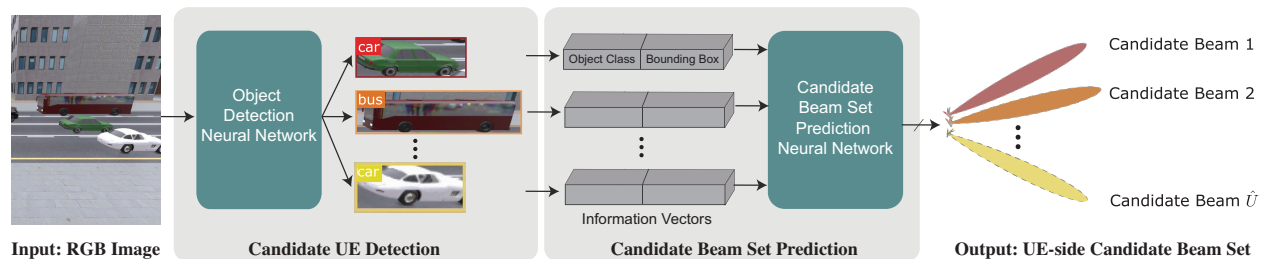 Object
Detection
Neural Network
car
bus
car
Object Class
Bounding Box
Information Vectors
Candidate
Beam Set
Prediction
Neural Network
Candidate Beam 1
Candidate Beam 2
Candidate Beam Û
Input: RGB Image
Candidate UE Detection
Candidate Beam Set Prediction
Output: UE-side Candidate Beam Set